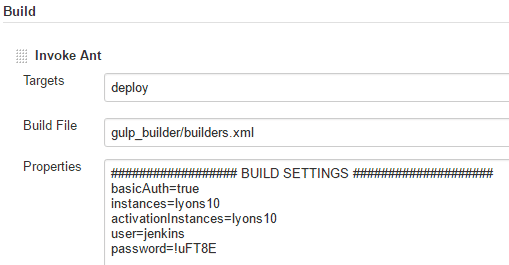 Build
Invoke Ant
Targets
deploy
Build File
gulp_builder/builders.xml
Properties
################## BUILD SETTINGS ####################
basicAuth=true
instances=lyons10
activationInstances=lyons10
user=jenkins
password=!uFT8E